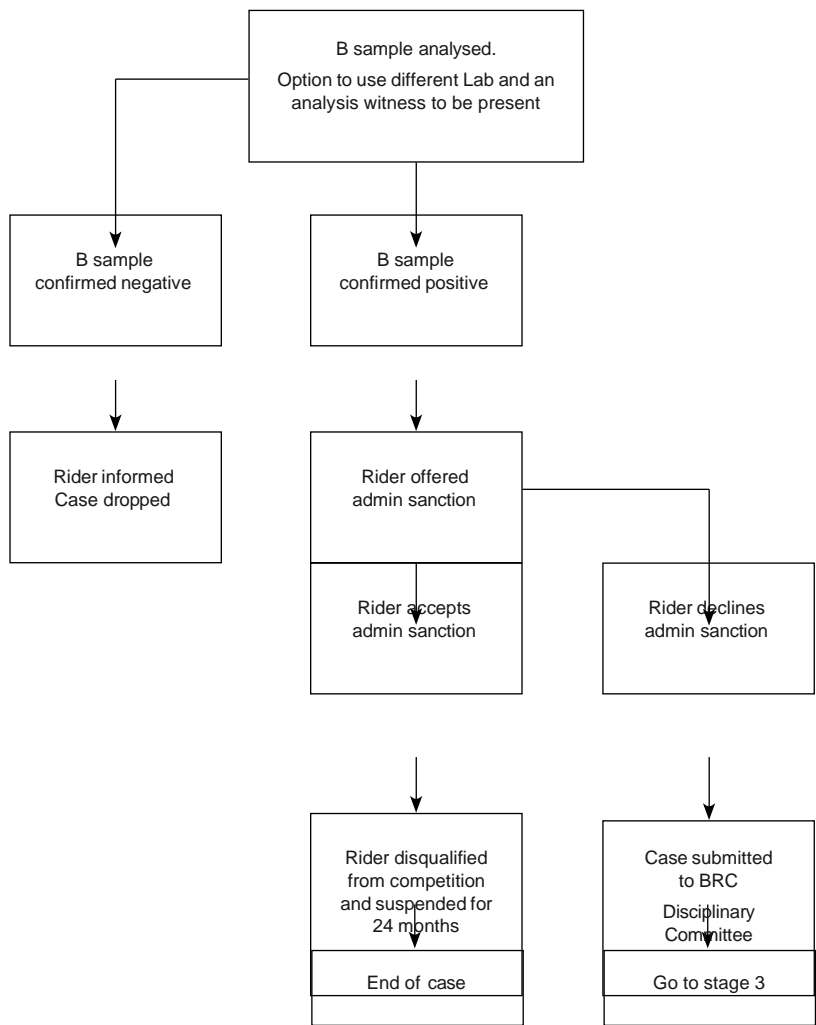 B sample analysed.
Option to use different Lab and an
analysis witness to be present
B sample
confirmed negative
B sample
confirmed positive
Rider informed
Case dropped
Rider offered
admin sanction
Rider accepts
admin sanction
Rider declines
admin sanction
Rider disqualified
from competition
and suspended for
24 months
Case submitted
to BRC
Disciplinary
Committee
End of case
Go to stage 3